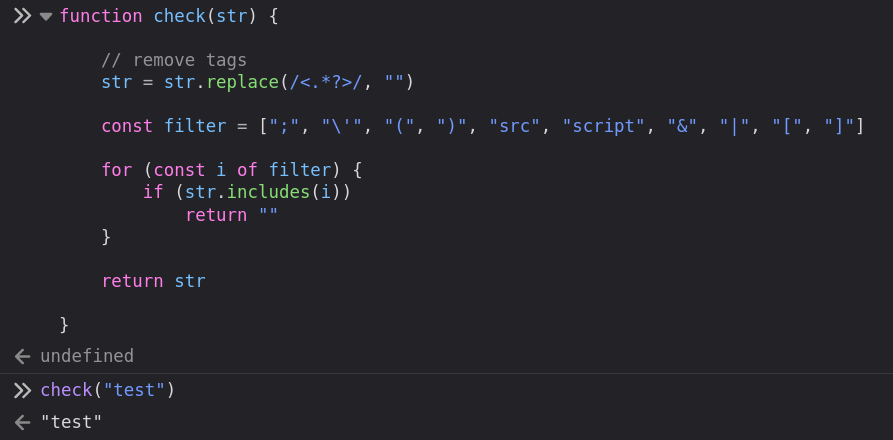 function check(str) {
// remove tags
str = str.replace(/<.*?>/, "")
const filter = [";", "\'", "(", ")", "src", "script", "&", "|", "[", "]"]
for (const i of filter) {
if (str.includes(i))
return ""
}
return str
}
undefined
check("test")
"test"